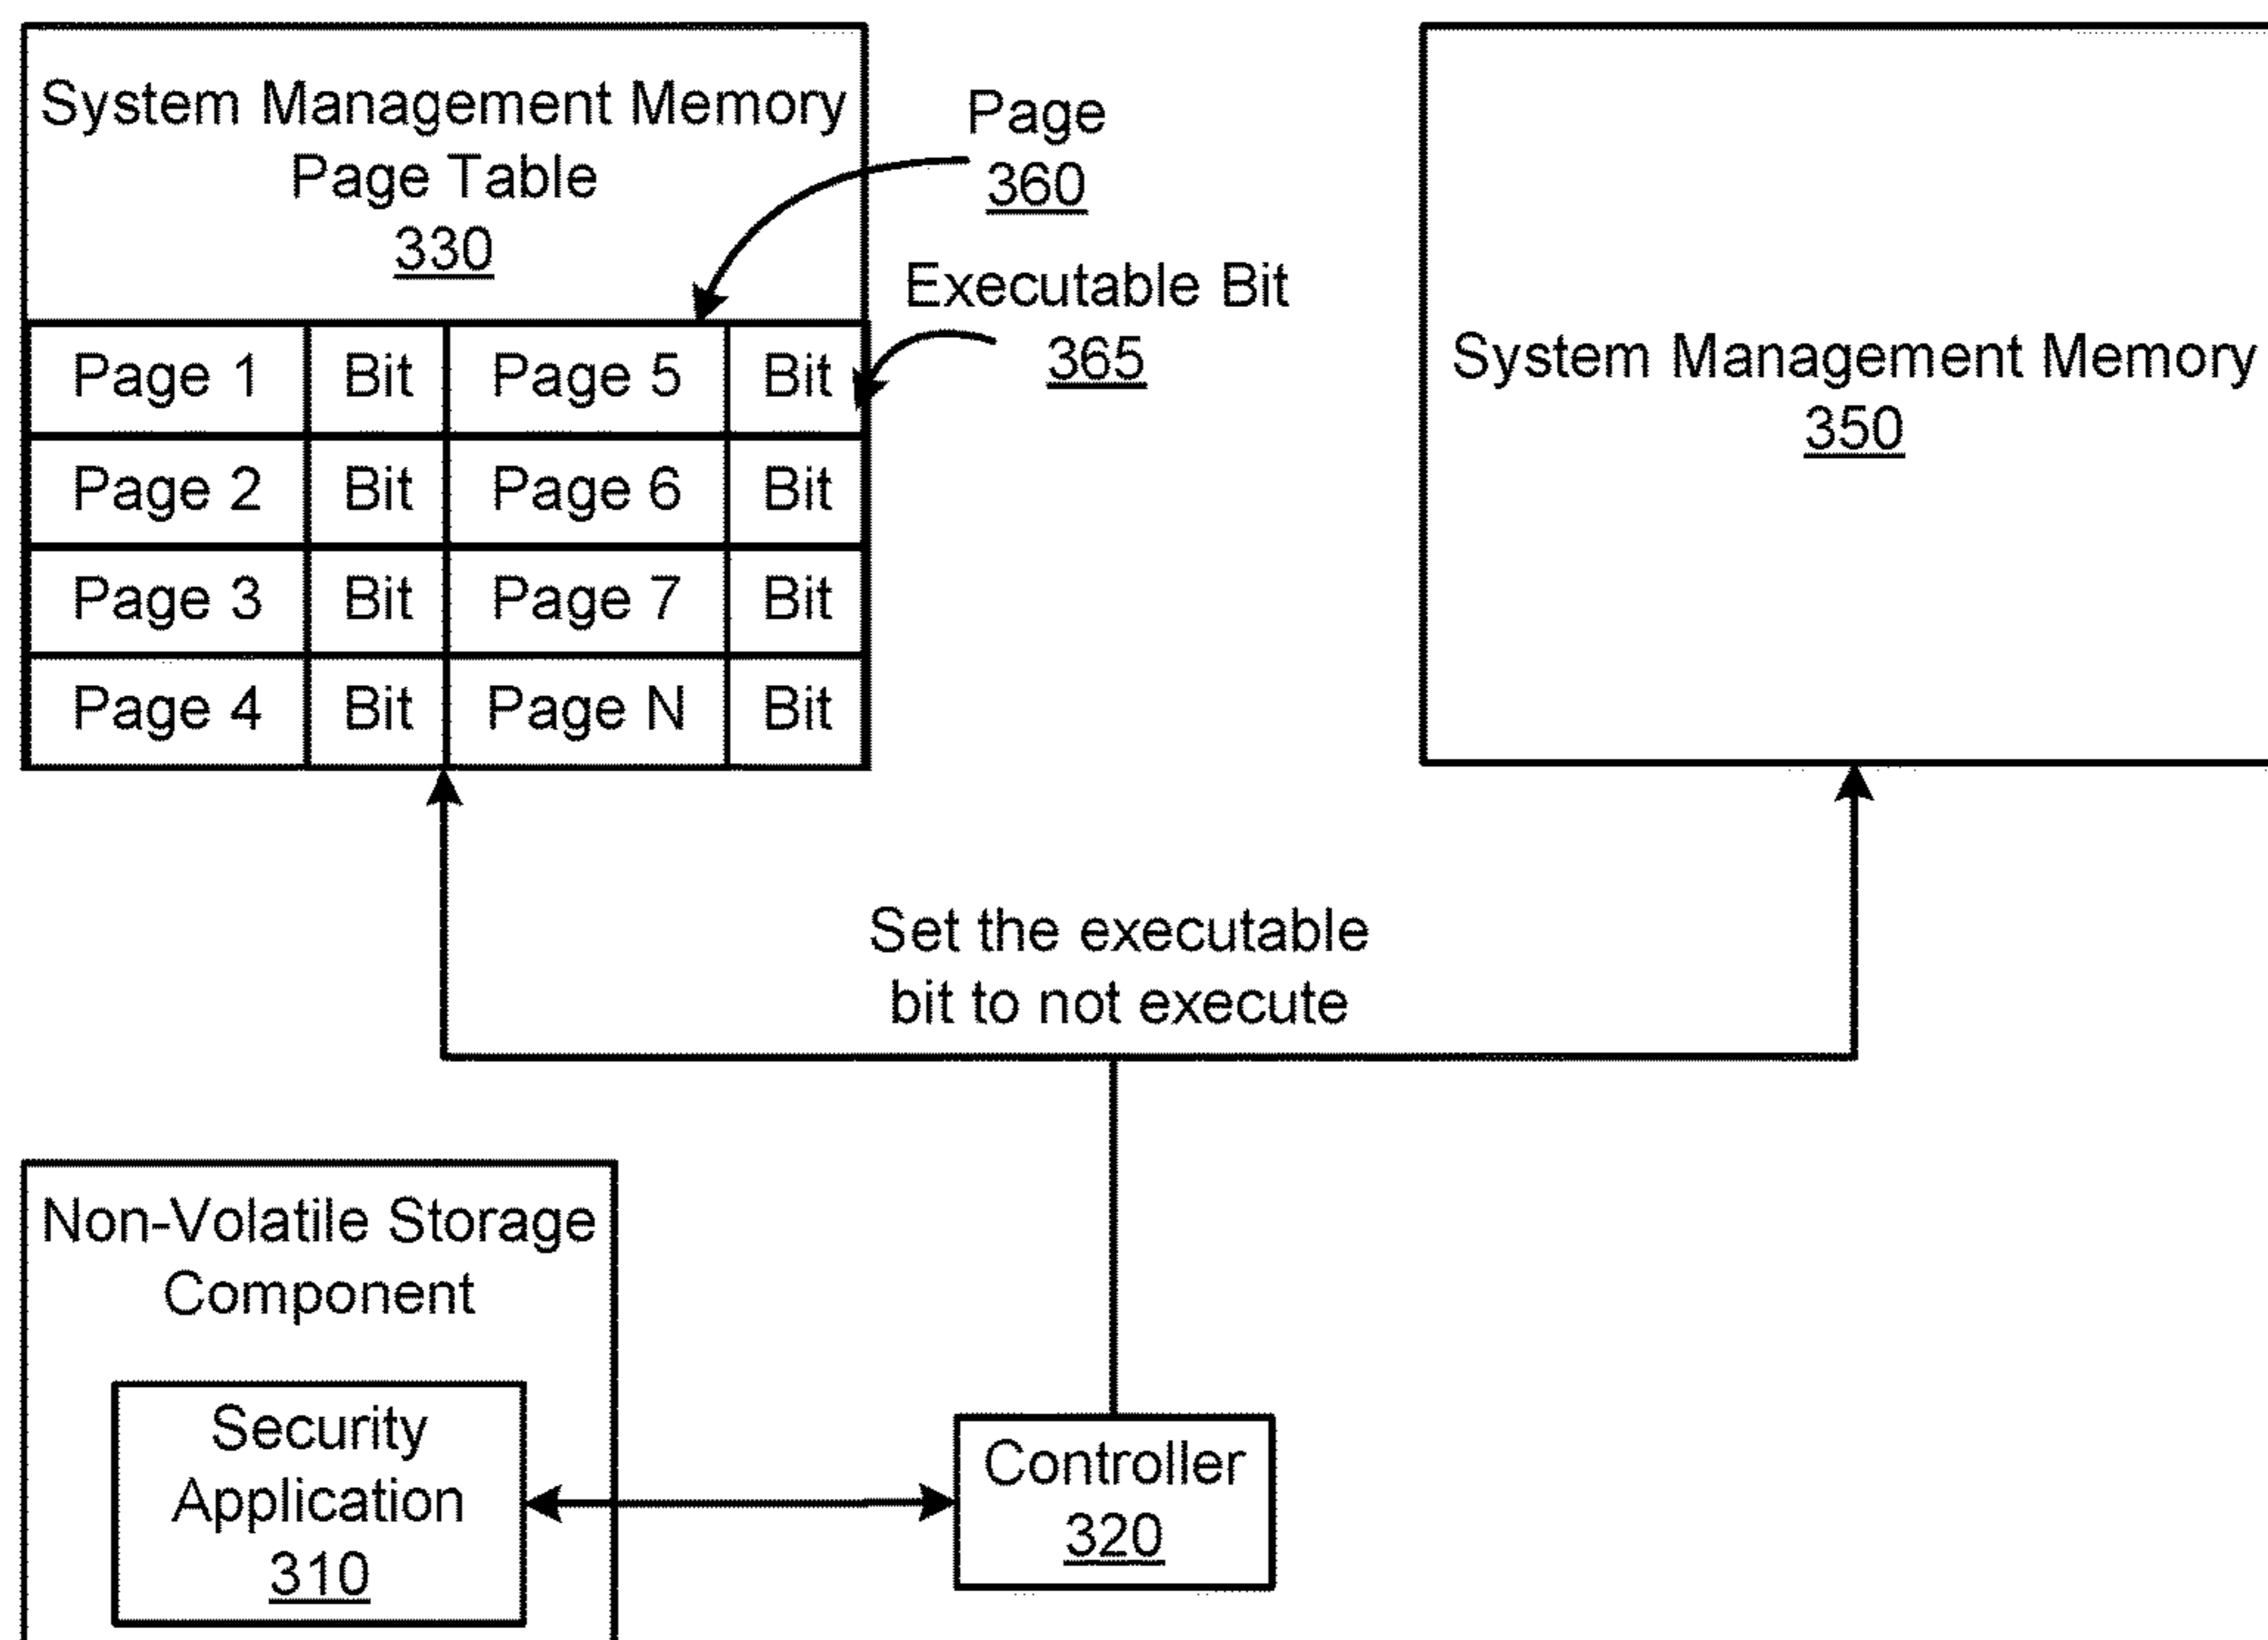 System Management Memory
Page Table
330
Page
360
Executable Bit
365
Page 1 Bit Page 5 Bit
Page 2 Bit Page 6 Bit
Page 3 Bit Page 7 Bit
Page 4 Bit Page N Bit
System Management Memory
350
Set the executable
bit to not execute
Non-Volatile Storage
Component
Security
Application
310
Controller
320